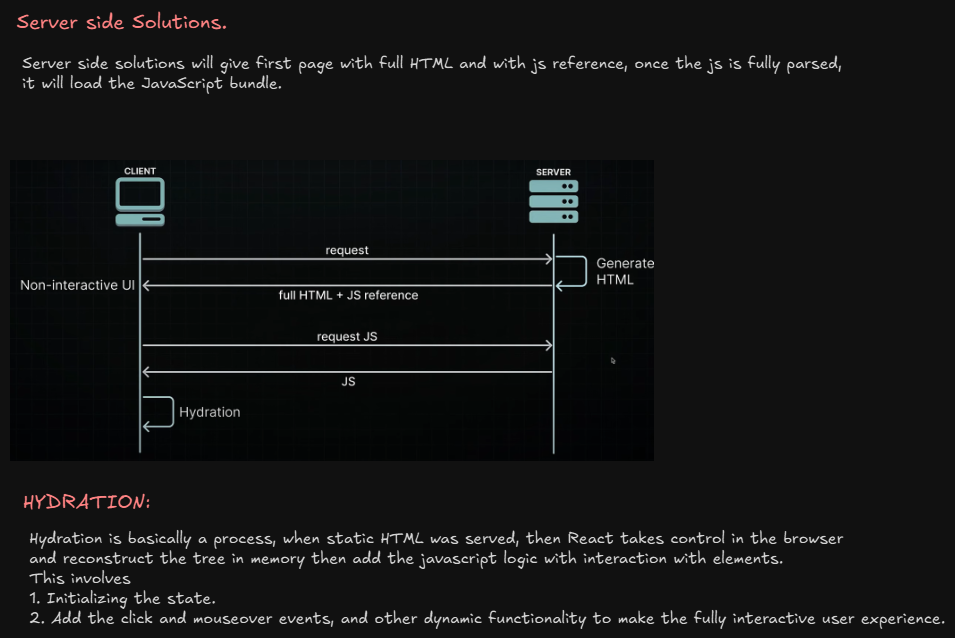 Server side Solutions.
Server side solutions will give first page with full HTML and with js reference, once the js is fully parsed,
it will load the JavaScript bundle.
CLIENT
SERVER
request
Generate
HTML
Non-interactive UI
full HTML + JS reference
request JS
JS
Hydration
HYDRATION:
Hydration is basically a process, when static HTML was served, then React takes control in the browser
and reconstruct the tree in memory then add the javascript logic with interaction with elements.
This involves
1. Initializing the state.
2. Add the click and mouseover events, and other dynamic functionality to make the fully interactive user experience.